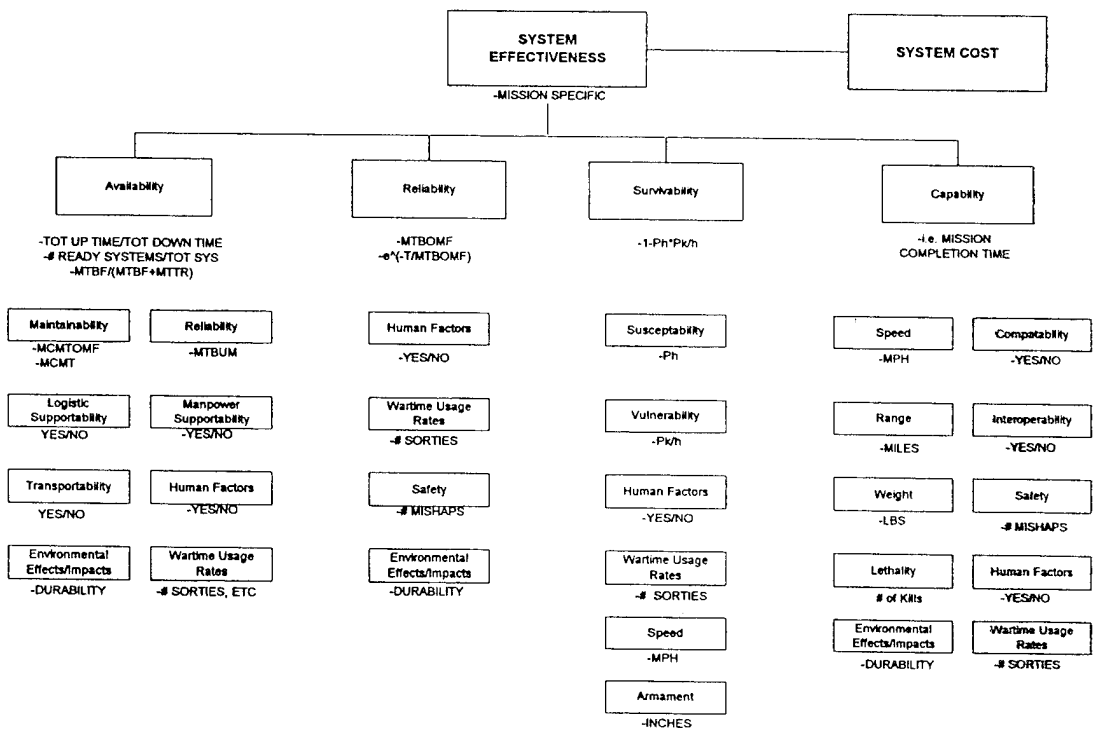 SYSTEM
EFFECTIVENESS
SYSTEM COST
-MISSION SPECIFIC
Availability
Reliability
Survivability
Capability
-TOT UP TIME/TOT DOWN TIME
-# READY SYSTEMS/TOT SYS
-MTBF/(MTBF+MTTR)
-MTBOMF
-e^(-T/MTBOMF)
-1-Ph*Pk/h
-i.e. MISSION
COMPLETION TIME
Maintainability
-MCMTOMF
-MCMT
Reliability
-MTBUM
Logistic
Supportability
YES/NO
Manpower
Supportability
-YES/NO
Transportability
YES/NO
Human Factors
-YES/NO
Environmental
Effects/Impacts
-DURABILITY
Wartime Usage
Rates
-# SORTIES, ETC
Human Factors
-YES/NO
Wartime Usage
Rates
-# SORTIES
Safety
-# MISHAPS
Environmental
Effects/Impacts
-DURABILITY
Susceptability
-Ph
Vulnerability
-Pk/h
Human Factors
-YES/NO
Wartime Usage
Rates
-# SORTIES
Speed
-MPH
Armament
-INCHES
Speed
-MPH
Compatability
-YES/NO
Range
-MILES
Interoperability
-YES/NO
Weight
-LBS
Safety
-# MISHAPS
Lethality
# of Kills
Human Factors
-YES/NO
Environmental
Effects/Impacts
-DURABILITY
Wartime Usage
Rates
-# SORTIES